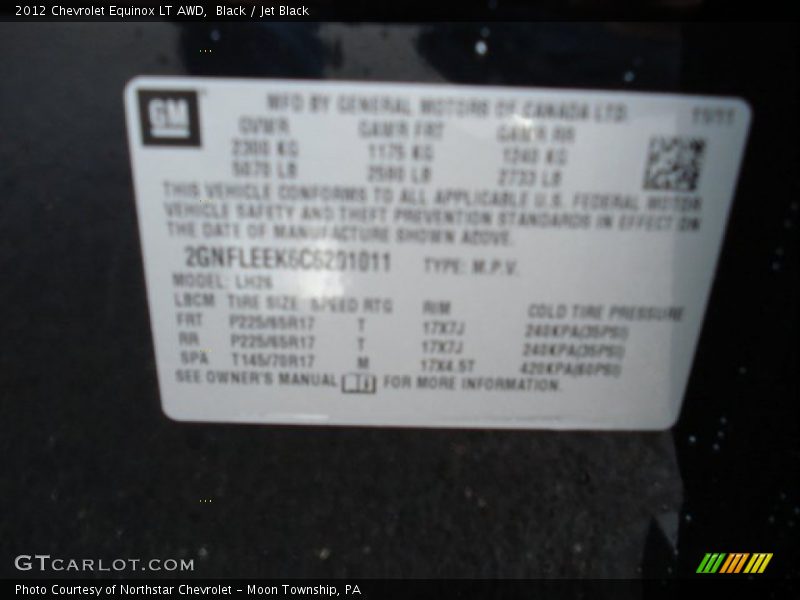 2012 Chevrolet Equinox LT AWD, Black / Jet Black
GM
MFD BY GENERAL MOTORS OF CANADA LTD. 11/11
GVWR GAWR FRT GAWR RR
2300 KG 1175 KG 1240 KG
5070 LB 2590 LB 2733 LB
THIS VEHICLE CONFORMS TO ALL APPLICABLE U.S. FEDERAL MOTOR
VEHICLE SAFETY AND THEFT PREVENTION STANDARDS IN EFFECT ON
THE DATE OF MANUFACTURE SHOWN ABOVE.
TYPE: M.P.V.
MODEL: LH26
TIRE SIZE SPEED RTG RIM COLD TIRE PRESSURE
FRT P225/65R17 T 17X7J 240KPA(35PSI)
RR P225/65R17 T 17X7J 240KPA(35PSI)
SPA T145/70R17 M 17X4.5T 420KPA(60PSI)
SEE OWNER'S MANUAL FOR MORE INFORMATION.
GTCARLOT.COM
Photo Courtesy of Northstar Chevrolet - Moon Township, PA